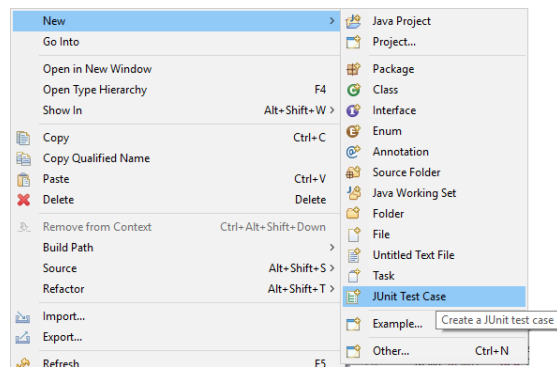 New >
Go Into
Open in New Window
Open Type Hierarchy F4
Show In Alt+Shift+W >
Copy Ctrl+C
Copy Qualified Name
Paste Ctrl+V
Delete Delete
Remove from Context Ctrl+Alt+Shift+Down
Build Path >
Source Alt+Shift+S >
Refactor Alt+Shift+T >
Import...
Export...
Refresh F5
Java Project
Project...
Package
Class
Interface
Enum
Annotation
Source Folder
Java Working Set
Folder
File
Untitled Text File
Task
JUnit Test Case
Example...
Create a JUnit test case
Other... Ctrl+N